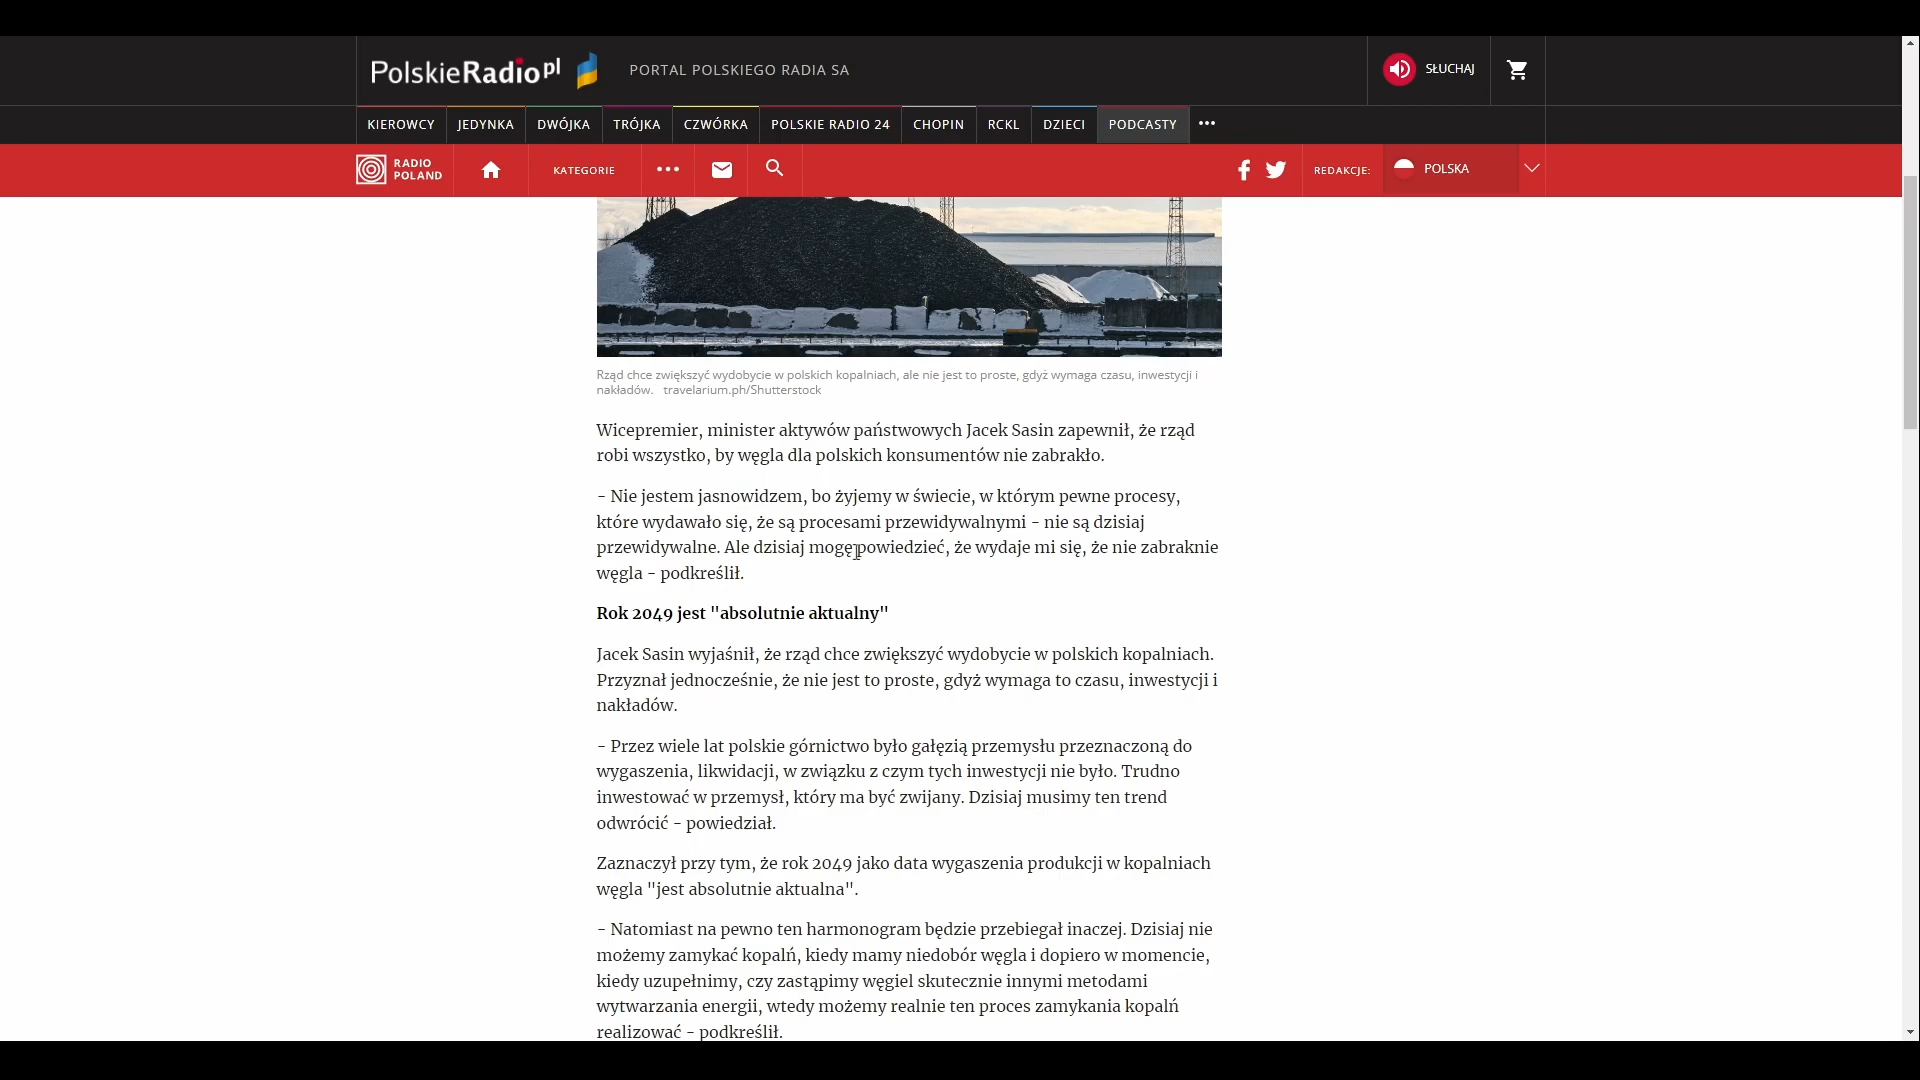 PolskieRadio.pl
PORTAL POLSKIEGO RADIA SA
SŁUCHAJ
KIEROWCY JEDYNKA DWÓJKA TRÓJKA CZWÓRKA POLSKIE RADIO 24 CHOPIN RCKL DZIECI PODCASTY
RADIO
POLAND
KATEGORIE
REDAKCJE: POLSKA
Rząd chce zwiększyć wydobycie w polskich kopalniach, ale nie jest to proste, gdyż wymaga czasu, inwestycji i
nakładów. travelarium.ph/Shutterstock
Wicepremier, minister aktywów państwowych Jacek Sasin zapewnił, że rząd
robi wszystko, by węgla dla polskich konsumentów nie zabrakło.
- Nie jestem jasnowidzem, bo żyjemy w świecie, w którym pewne procesy,
które wydawało się, że są procesami przewidywalnymi - nie są dzisiaj
przewidywalne. Ale dzisiaj mogę powiedzieć, że wydaje mi się, że nie zabraknie
węgla - podkreślił.
Rok 2049 jest "absolutnie aktualny"
Jacek Sasin wyjaśnił, że rząd chce zwiększyć wydobycie w polskich kopalniach.
Przyznał jednocześnie, że nie jest to proste, gdyż wymaga to czasu, inwestycji i
nakładów.
- Przez wiele lat polskie górnictwo było gałęzią przemysłu przeznaczoną do
wygaszenia, likwidacji, w związku z czym tych inwestycji nie było. Trudno
inwestować w przemysł, który ma być zwijany. Dzisiaj musimy ten trend
odwrócić - powiedział.
Zaznaczył przy tym, że rok 2049 jako data wygaszenia produkcji w kopalniach
węgla "jest absolutnie aktualna".
- Natomiast na pewno ten harmonogram będzie przebiegał inaczej. Dzisiaj nie
możemy zamykać kopalń, kiedy mamy niedobór węgla i dopiero w momencie,
kiedy uzupełnimy, czy zastąpimy węgiel skutecznie innymi metodami
wytwarzania energii, wtedy możemy realnie ten proces zamykania kopalń
realizować - podkreślił.